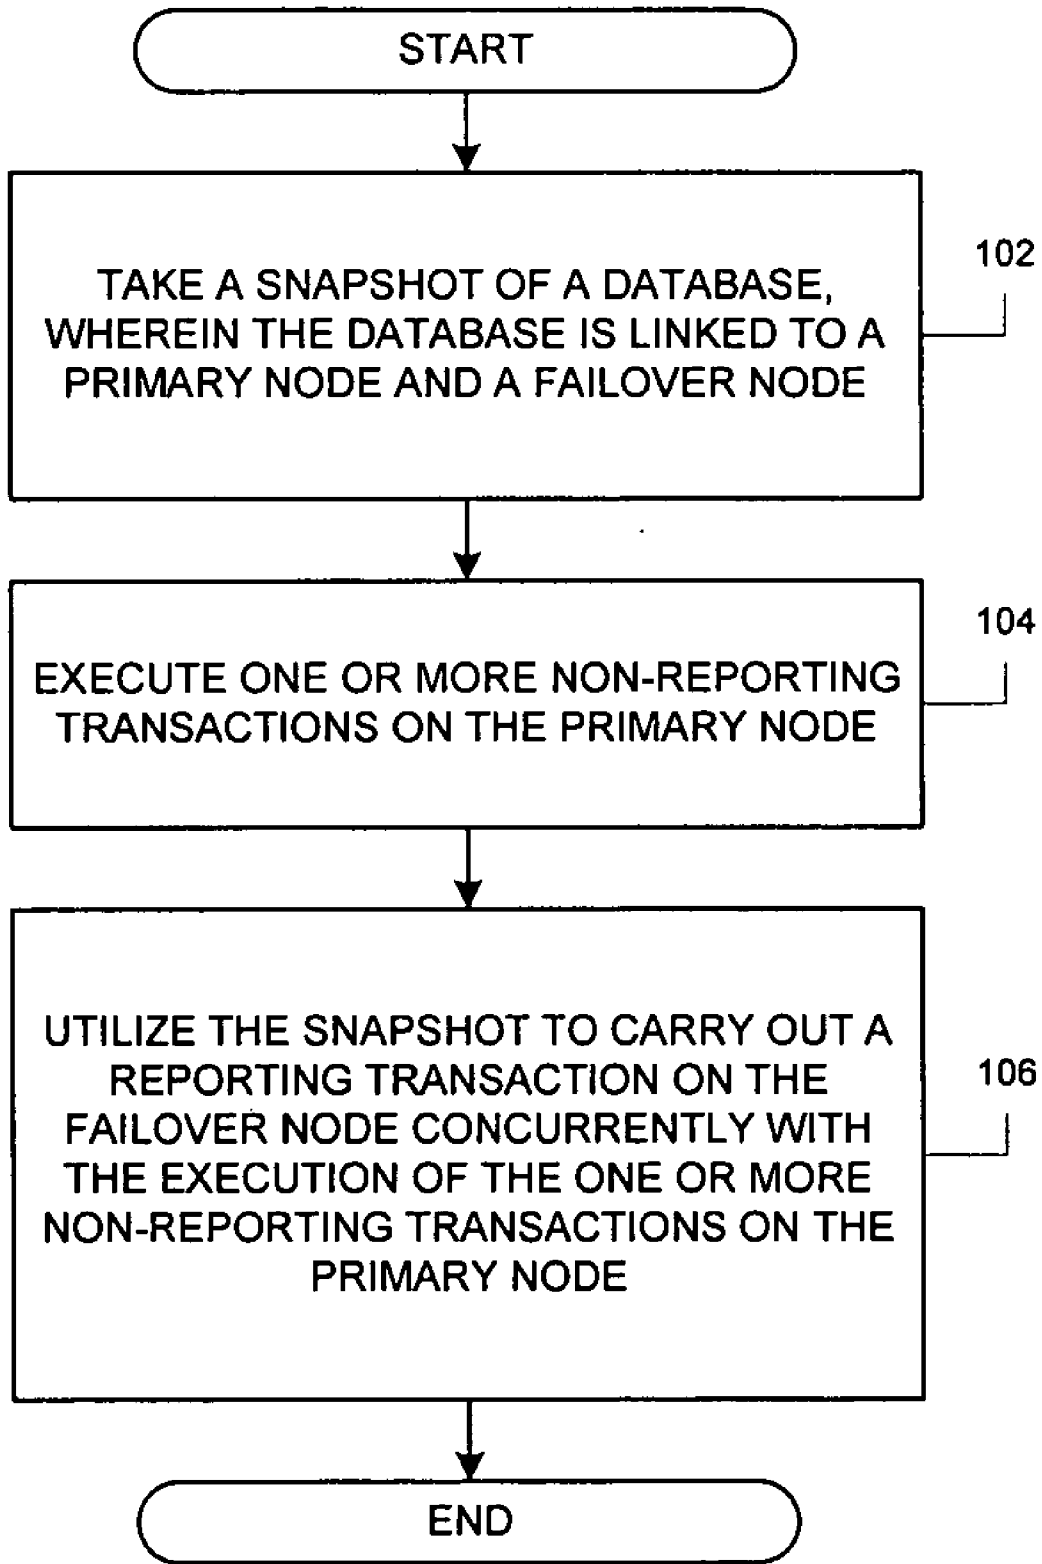 START
TAKE A SNAPSHOT OF A DATABASE,
WHEREIN THE DATABASE IS LINKED TO A
PRIMARY NODE AND A FAILOVER NODE
102
EXECUTE ONE OR MORE NON-REPORTING
TRANSACTIONS ON THE PRIMARY NODE
104
UTILIZE THE SNAPSHOT TO CARRY OUT A
REPORTING TRANSACTION ON THE
FAILOVER NODE CONCURRENTLY WITH
THE EXECUTION OF THE ONE OR MORE
NON-REPORTING TRANSACTIONS ON THE
PRIMARY NODE
106
END